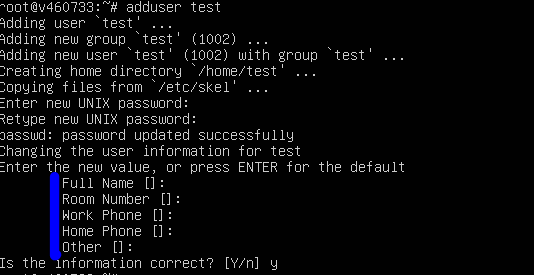 root@v460733:~# adduser test
Adding user `test' ...
Adding new group `test' (1002) ...
Adding new user `test' (1002) with group `test' ...
Creating home directory `/home/test' ...
Copying files from `/etc/skel' ...
Enter new UNIX password:
Retype new UNIX password:
passwd: password updated successfully
Changing the user information for test
Enter the new value, or press ENTER for the default
Full Name []:
Room Number []:
Work Phone []:
Home Phone []:
Other []:
Is the information correct? [Y/n] y